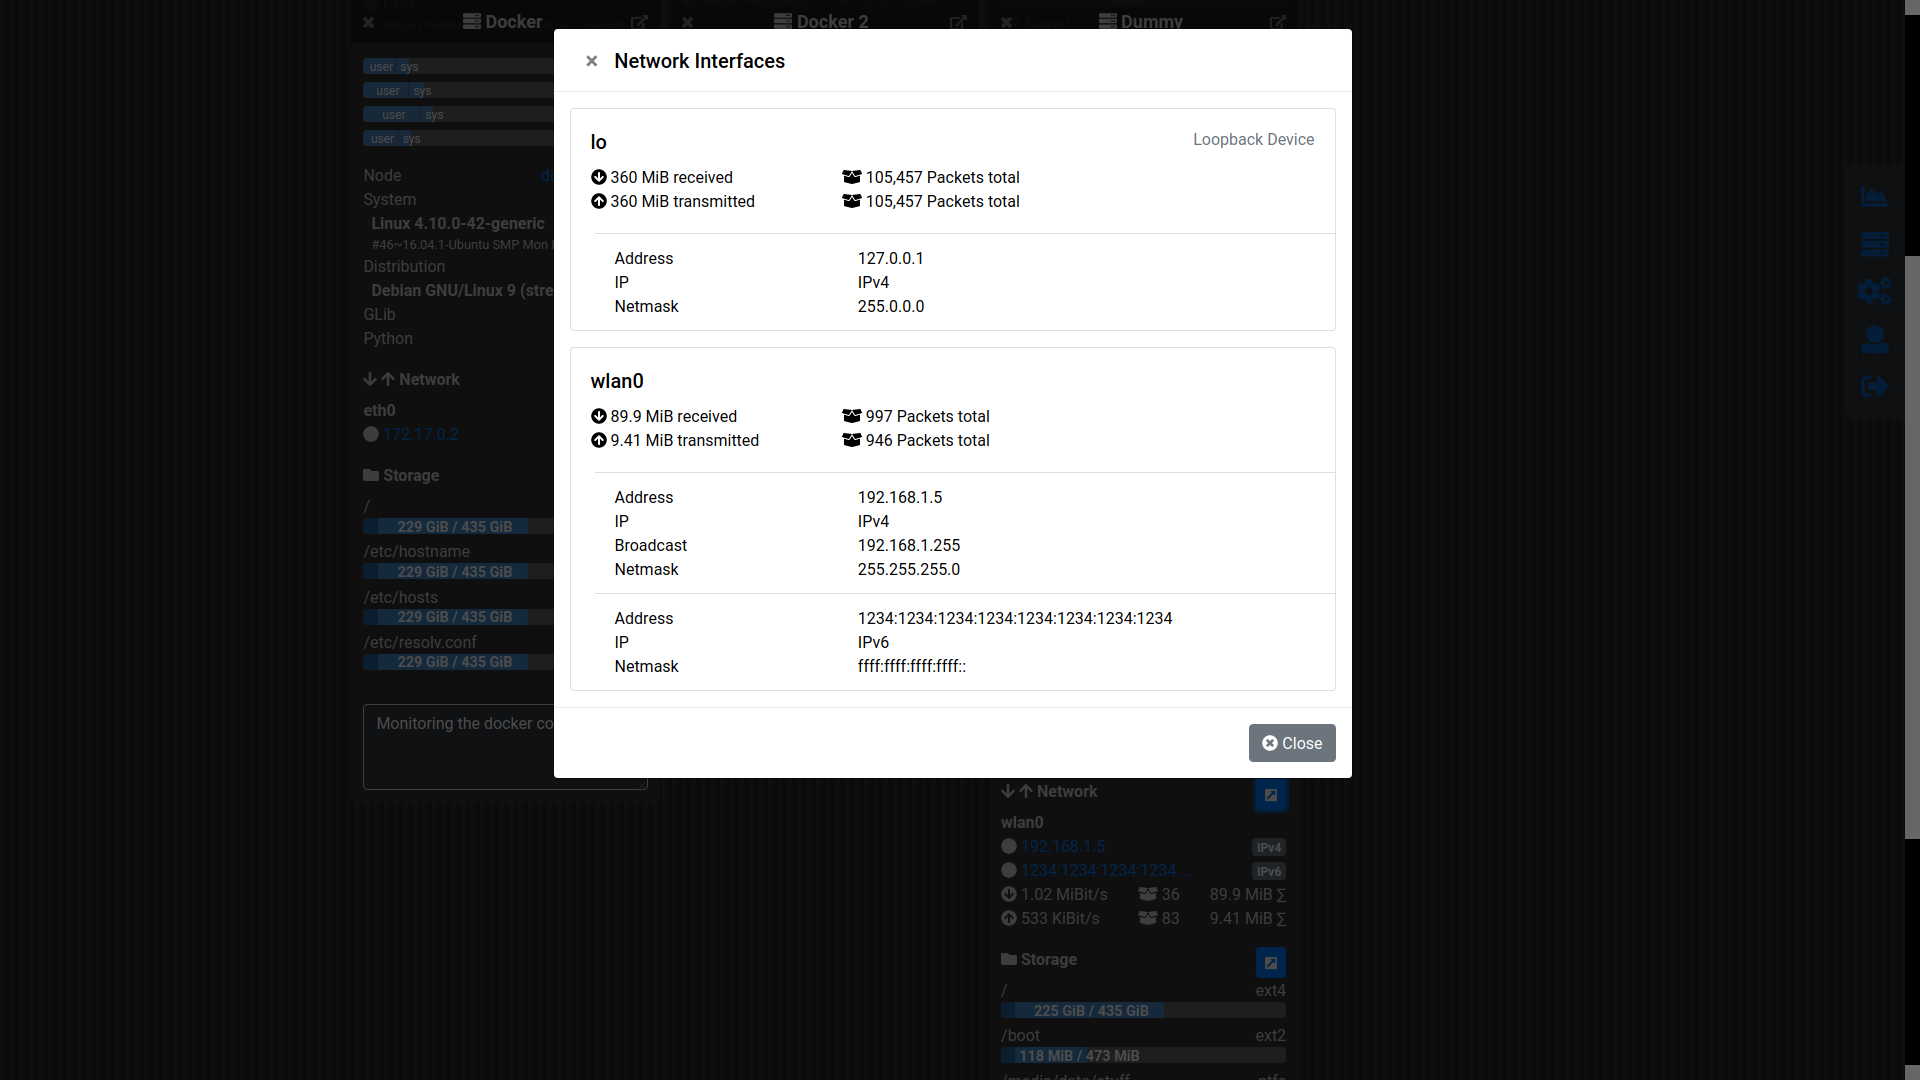 Docker
Docker 2
Dummy
Network Interfaces
lo
Loopback Device
360 MiB received
105,457 Packets total
360 MiB transmitted
105,457 Packets total
Address
127.0.0.1
IP
IPv4
Netmask
255.0.0.0
wlan0
89.9 MiB received
997 Packets total
9.41 MiB transmitted
946 Packets total
Address
192.168.1.5
IP
IPv4
Broadcast
192.168.1.255
Netmask
255.255.255.0
Address
1234:1234:1234:1234:1234:1234:1234:1234
IP
IPv6
Netmask
ffff:ffff:ffff:ffff::
Close
user sys
user sys
user sys
user sys
Node
System
Linux 4.10.0-42-generic
#46~16.04.1-Ubuntu SMP Mon
Distribution
Debian GNU/Linux 9 (stre
GLib
Python
Network
eth0
172.17.0.2
Storage
/
229 GiB / 435 GiB
/etc/hostname
229 GiB / 435 GiB
/etc/hosts
229 GiB / 435 GiB
/etc/resolv.conf
229 GiB / 435 GiB
Monitoring the docker co
Network
wlan0
192.168.1.5
IPv4
1234:1234:1234:1234 ...
IPv6
1.02 MiBit/s
36
89.9 MiB ∑
533 KiBit/s
83
9.41 MiB ∑
Storage
/
ext4
225 GiB / 435 GiB
/boot
ext2
118 MiB / 473 MiB